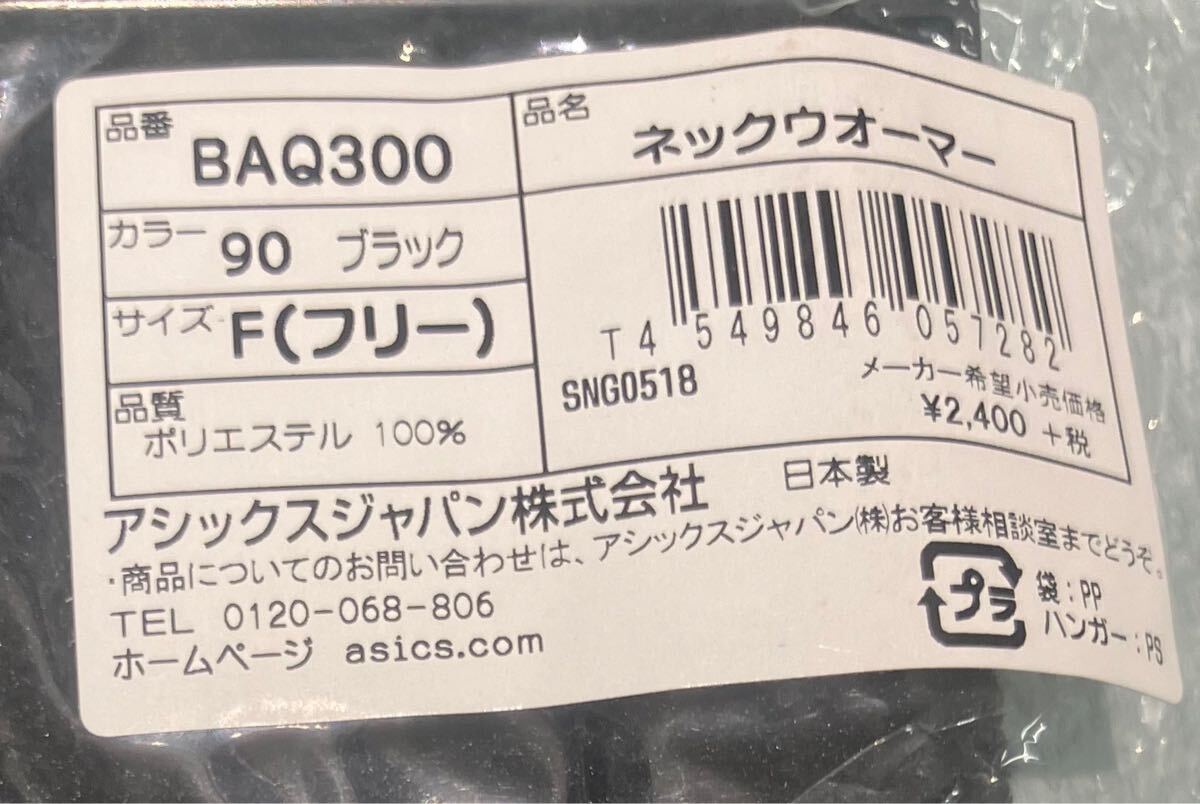 品番 BAQ300
品名 ネックウオーマー
カラー 90 ブラック
サイズ F(フリー)
品質
ポリエステル 100%
T4 549846 057282
SNG0518
メーカー希望小売価格
¥2,400 +税
アシックスジャパン株式会社 日本製
・商品についてのお問い合わせは、アシックスジャパン(株)お客様相談室までどうぞ。
TEL 0120-068-806
ホームページ asics.com
プラ
袋:PP
ハンガー:PS